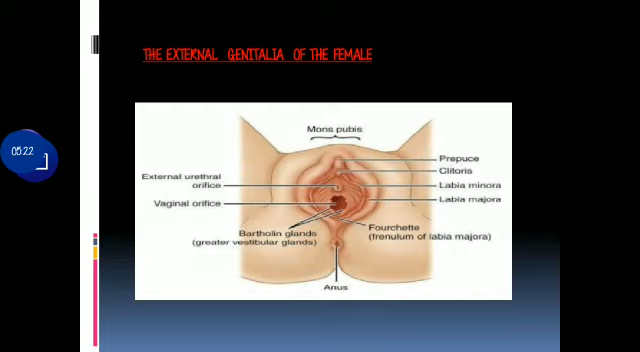 THE EXTERNAL GENITALIA OF THE FEMALE
05:22
Mons pubis
Prepuce
Clitoris
External urethral
orifice
Labia minora
Vaginal orifice
Labia majora
Bartholin glands
(greater vestibular glands)
Fourchette
(frenulum of labia majora)
Anus